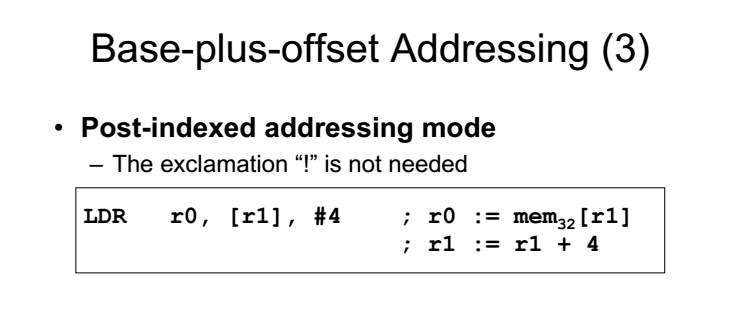 Base-plus-offset Addressing (3)
• Post-indexed addressing mode
– The exclamation “!” is not needed
LDR r0, [r1], #4 ; r0 := mem₃₂[r1]
; r1 := r1 + 4